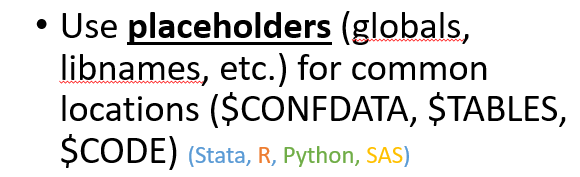 • Use placeholders (globals,
libnames, etc.) for common
locations ($CONFDATA, $TABLES,
$CODE) (Stata, R, Python, SAS)